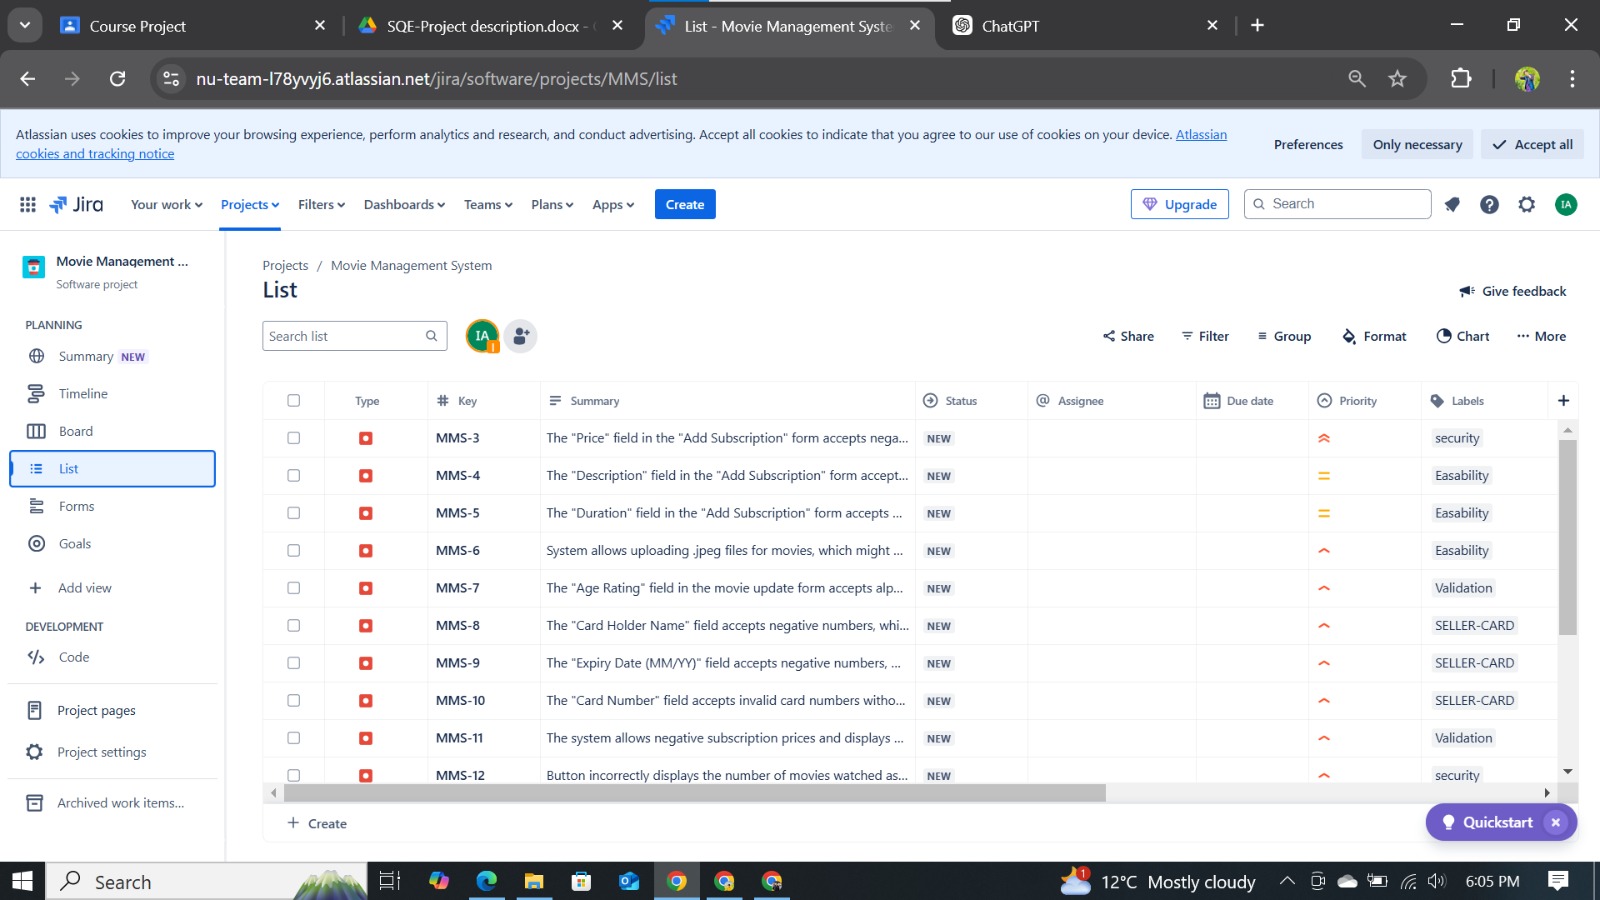 Course Project
SQE-Project description.docx -
List - Movie Management Syste
ChatGPT
nu-team-l78yvyj6.atlassian.net/jira/software/projects/MMS/list
Atlassian uses cookies to improve your browsing experience, perform analytics and research, and conduct advertising. Accept all cookies to indicate that you agree to our use of cookies on your device. Atlassian
cookies and tracking notice
Preferences
Only necessary
Accept all
Jira
Your work
Projects
Filters
Dashboards
Teams
Plans
Apps
Create
Upgrade
Search
IA
Movie Management ...
Software project
PLANNING
Summary NEW
Timeline
Board
List
Forms
Goals
Add view
DEVELOPMENT
Code
Project pages
Project settings
Archived work items...
Projects / Movie Management System
List
Give feedback
Search list
IA
Share
Filter
Group
Format
Chart
More
Type # Key Summary Status @ Assignee Due date Priority Labels
MMS-3 The "Price" field in the "Add Subscription" form accepts nega... NEW security
MMS-4 The "Description" field in the "Add Subscription" form accept... NEW Easability
MMS-5 The "Duration" field in the "Add Subscription" form accepts ... NEW Easability
MMS-6 System allows uploading .jpeg files for movies, which might ... NEW Easability
MMS-7 The "Age Rating" field in the movie update form accepts alp... NEW Validation
MMS-8 The "Card Holder Name" field accepts negative numbers, whi... NEW SELLER-CARD
MMS-9 The "Expiry Date (MM/YY)" field accepts negative numbers, ... NEW SELLER-CARD
MMS-10 The "Card Number" field accepts invalid card numbers witho... NEW SELLER-CARD
MMS-11 The system allows negative subscription prices and displays ... NEW Validation
MMS-12 Button incorrectly displays the number of movies watched as... NEW security
+ Create
Quickstart
Search
1
12°C Mostly cloudy
6:05 PM